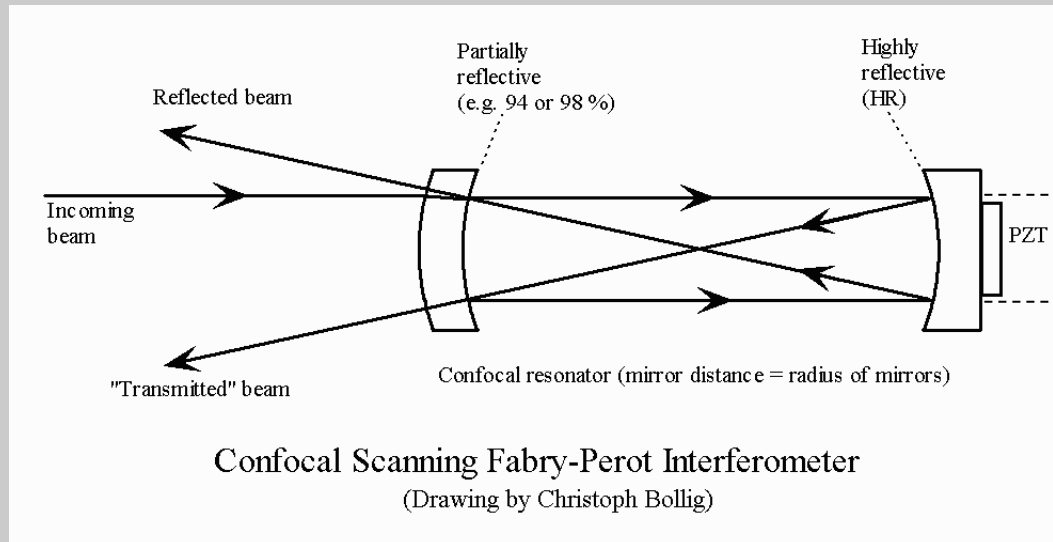 Partially
reflective
(e.g. 94 or 98 %)
Highly
reflective
(HR)
Reflected beam
Incoming
beam
PZT
"Transmitted" beam
Confocal resonator (mirror distance = radius of mirrors)
Confocal Scanning Fabry-Perot Interferometer
(Drawing by Christoph Bollig)